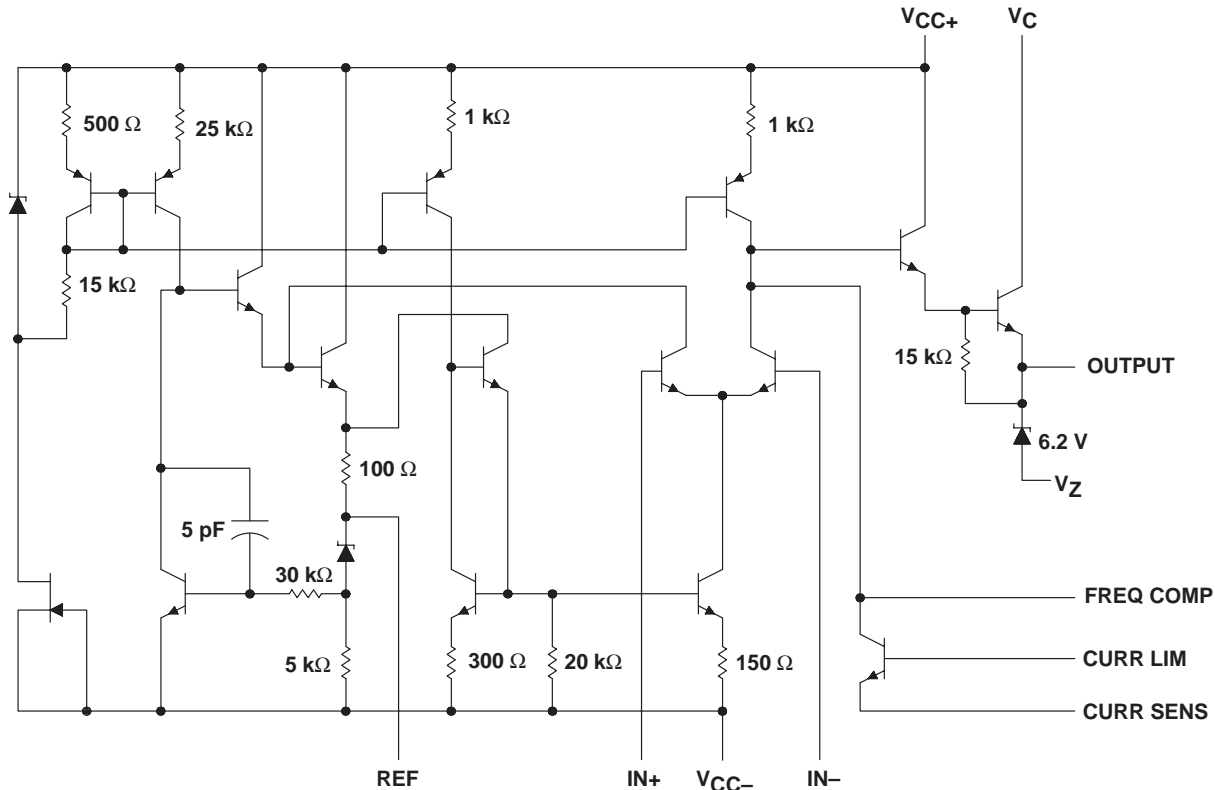 VCC+
VC
500 Ω
25 kΩ
1 kΩ
1 kΩ
15 kΩ
15 kΩ
OUTPUT
6.2 V
VZ
100 Ω
5 pF
30 kΩ
FREQ COMP
5 kΩ
300 Ω
20 kΩ
150 Ω
CURR LIM
CURR SENS
REF
IN+
VCC–
IN–